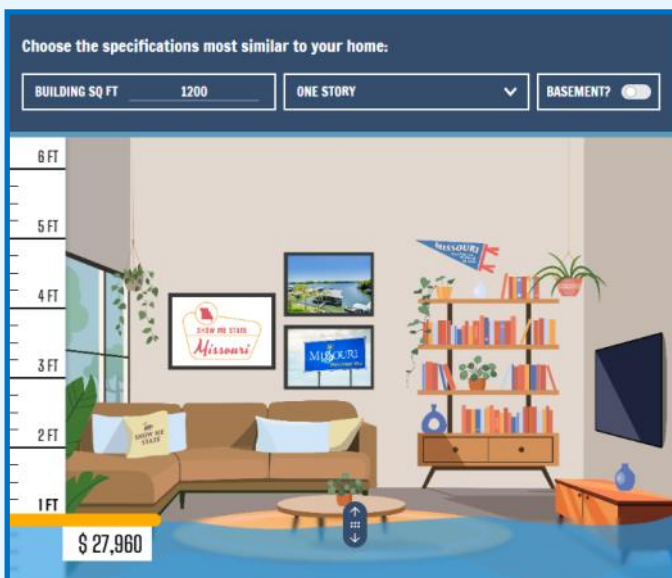 Choose the specifications most similar to your home:
BUILDING SQ FT 1200
ONE STORY
BASEMENT?
6 FT
5 FT
4 FT
3 FT
2 FT
1 FT
MISSOURI
SHOW ME STATE
Missouri
MISSOURI
SHOW ME
STATE
$ 27,960